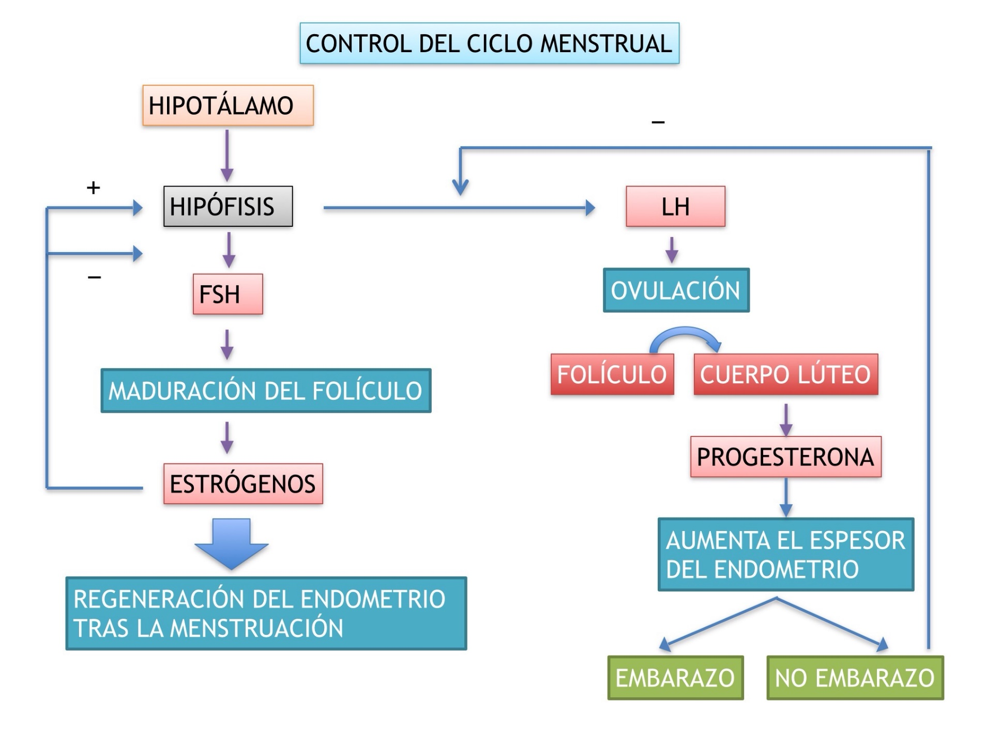 CONTROL DEL CICLO MENSTRUAL
HIPOTÁLAMO
–
+
HIPÓFISIS
LH
–
FSH
OVULACIÓN
FOLÍCULO
CUERPO LÚTEO
MADURACIÓN DEL FOLÍCULO
PROGESTERONA
ESTRÓGENOS
AUMENTA EL ESPESOR
DEL ENDOMETRIO
REGENERACIÓN DEL ENDOMETRIO
TRAS LA MENSTRUACIÓN
EMBARAZO
NO EMBARAZO